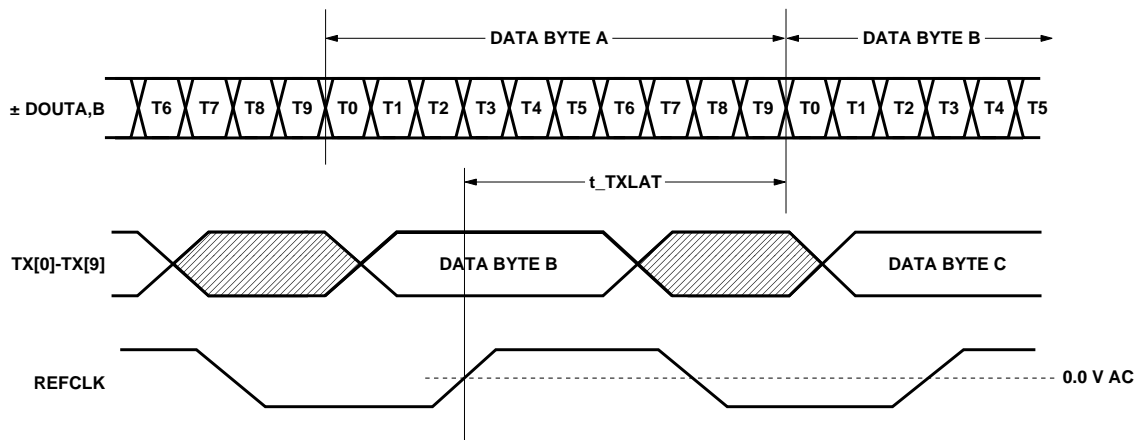 DATA BYTE A DATA BYTE B
± DOUTA,B T6 T7 T8 T9 T0 T1 T2 T3 T4 T5 T6 T7 T8 T9 T0 T1 T2 T3 T4 T5
t_TXLAT
TX[0]-TX[9] DATA BYTE B DATA BYTE C
REFCLK 0.0 V AC